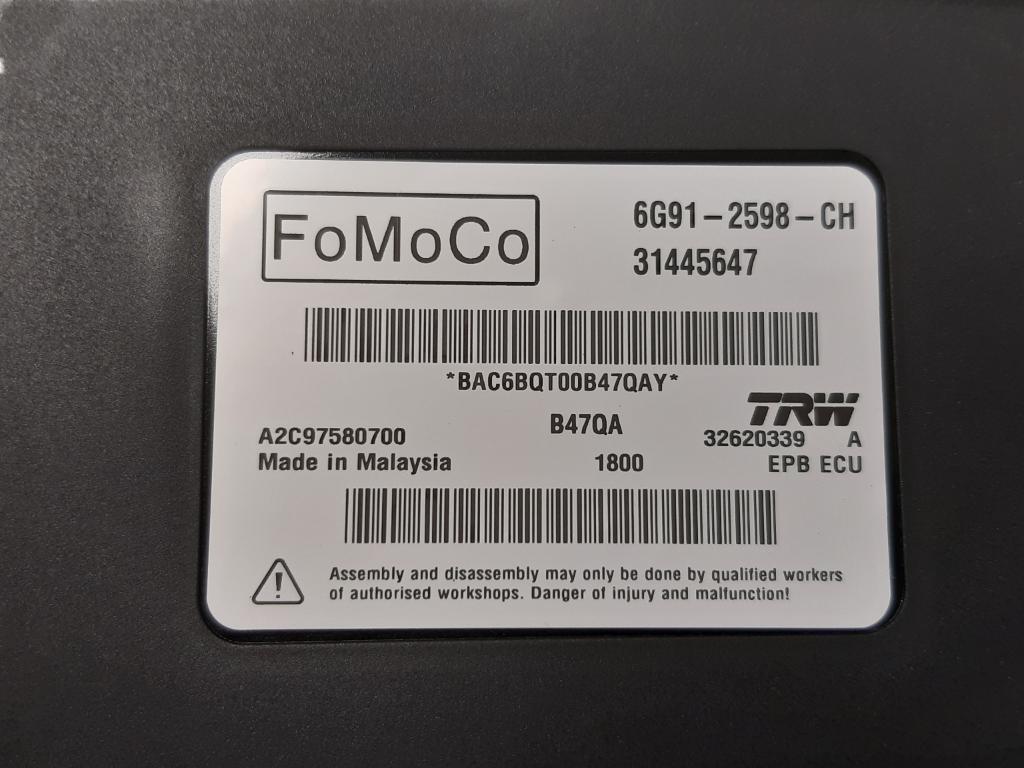 FoMoCo
6G91-2598-CH
31445647
*BAC6BQT00B47QAY*
B47QA
TRW
A2C97580700
32620339 A
Made in Malaysia
1800
EPB ECU
Assembly and disassembly may only be done by qualified workers
of authorised workshops. Danger of injury and malfunction!